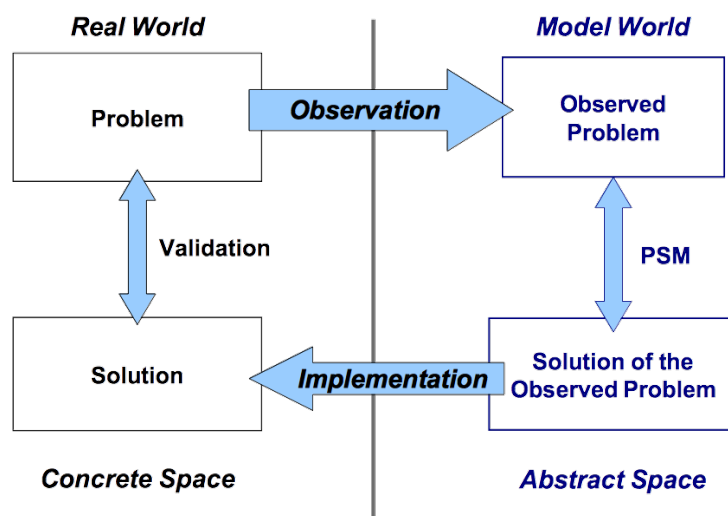 Real World
Model World
Problem
Observation
Observed
Problem
Validation
PSM
Solution
Implementation
Solution of the
Observed Problem
Concrete Space
Abstract Space